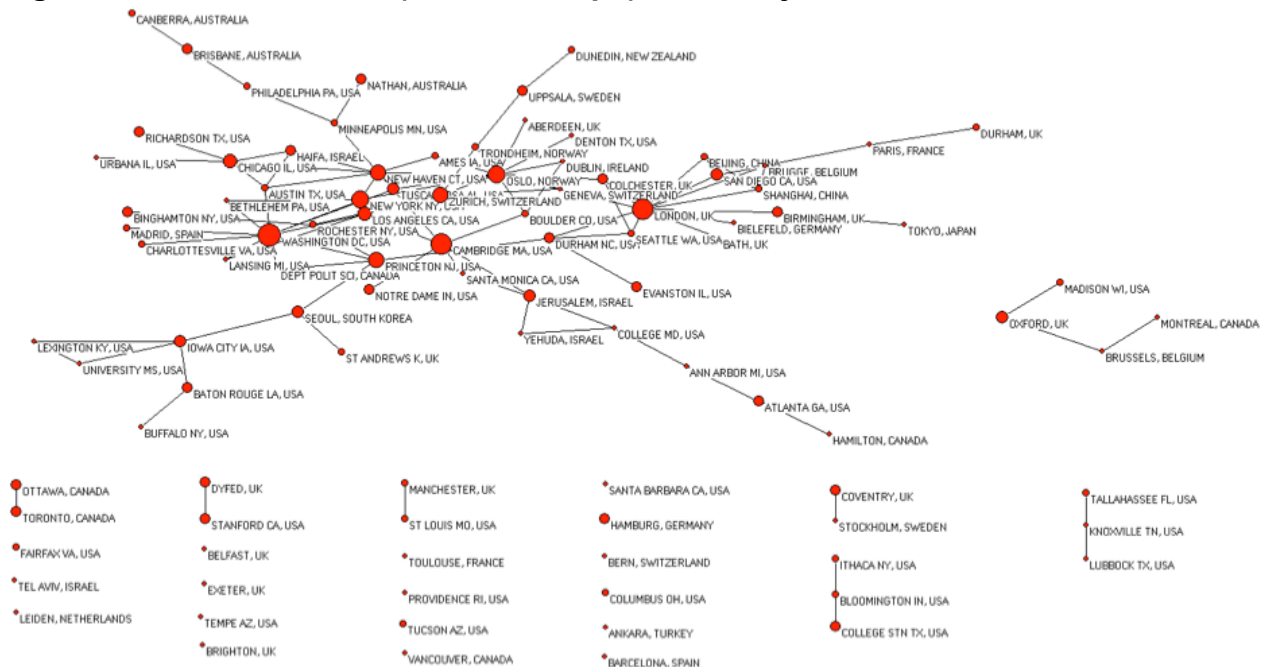 CANBERRA, AUSTRALIA
BRISBANE, AUSTRALIA
DUNEDIN, NEW ZEALAND
NATHAN, AUSTRALIA
PHILADELPHIA PA, USA
UPPSALA, SWEDEN
ABERDEEN, UK
MINNEAPOLIS MN, USA
DURHAM, UK
RICHARDSON TX, USA
DENTON TX, USA
PARIS, FRANCE
TRONDHEIM, NORWAY
HAIFA, ISRAEL
AMES IA, USA
URBANA IL, USA
CHICAGO IL, USA
DUBLIN, IRELAND
BEIJING, CHINA
BRUGGE, BELGIUM
NEW HAVEN CT, USA
OSLO, NORWAY
COLCHESTER, UK
SAN DIEGO CA, USA
AUSTIN TX, USA
GENEVA, SWITZERLAND
SHANGHAI, CHINA
ZURICH, SWITZERLAND
BETHLEHEM PA, USA
NEW YORK NY, USA
BINGHAMTON NY, USA
LOS ANGELES CA, USA
BOULDER CO, USA
LONDON, UK
BIRMINGHAM, UK
ROCHESTER NY, USA
BIELEFELD, GERMANY
TOKYO, JAPAN
MADRID, SPAIN
WASHINGTON DC, USA
CHARLOTTESVILLE VA, USA
CAMBRIDGE MA, USA
DURHAM NC, USA
SEATTLE WA, USA
BATH, UK
LANSING MI, USA
PRINCETON NJ, USA
DEPT POLIT SCI, CANADA
SANTA MONICA CA, USA
MADISON WI, USA
NOTRE DAME IN, USA
EVANSTON IL, USA
JERUSALEM, ISRAEL
SEOUL, SOUTH KOREA
OXFORD, UK
MONTREAL, CANADA
YEHUDA, ISRAEL
COLLEGE MD, USA
LEXINGTON KY, USA
IOWA CITY IA, USA
ST ANDREWS K, UK
BRUSSELS, BELGIUM
UNIVERSITY MS, USA
ANN ARBOR MI, USA
BATON ROUGE LA, USA
ATLANTA GA, USA
BUFFALO NY, USA
HAMILTON, CANADA
OTTAWA, CANADA
TORONTO, CANADA
FAIRFAX VA, USA
TEL AVIV, ISRAEL
LEIDEN, NETHERLANDS
DYFED, UK
STANFORD CA, USA
BELFAST, UK
EXETER, UK
TEMPE AZ, USA
BRIGHTON, UK
MANCHESTER, UK
ST LOUIS MO, USA
TOULOUSE, FRANCE
PROVIDENCE RI, USA
TUCSON AZ, USA
VANCOUVER, CANADA
SANTA BARBARA CA, USA
HAMBURG, GERMANY
BERN, SWITZERLAND
COLUMBUS OH, USA
ANKARA, TURKEY
BARCELONA, SPAIN
COVENTRY, UK
STOCKHOLM, SWEDEN
ITHACA NY, USA
BLOOMINGTON IN, USA
COLLEGE STN TX, USA
TALLAHASSEE FL, USA
KNOXVILLE TN, USA
LUBBOCK TX, USA